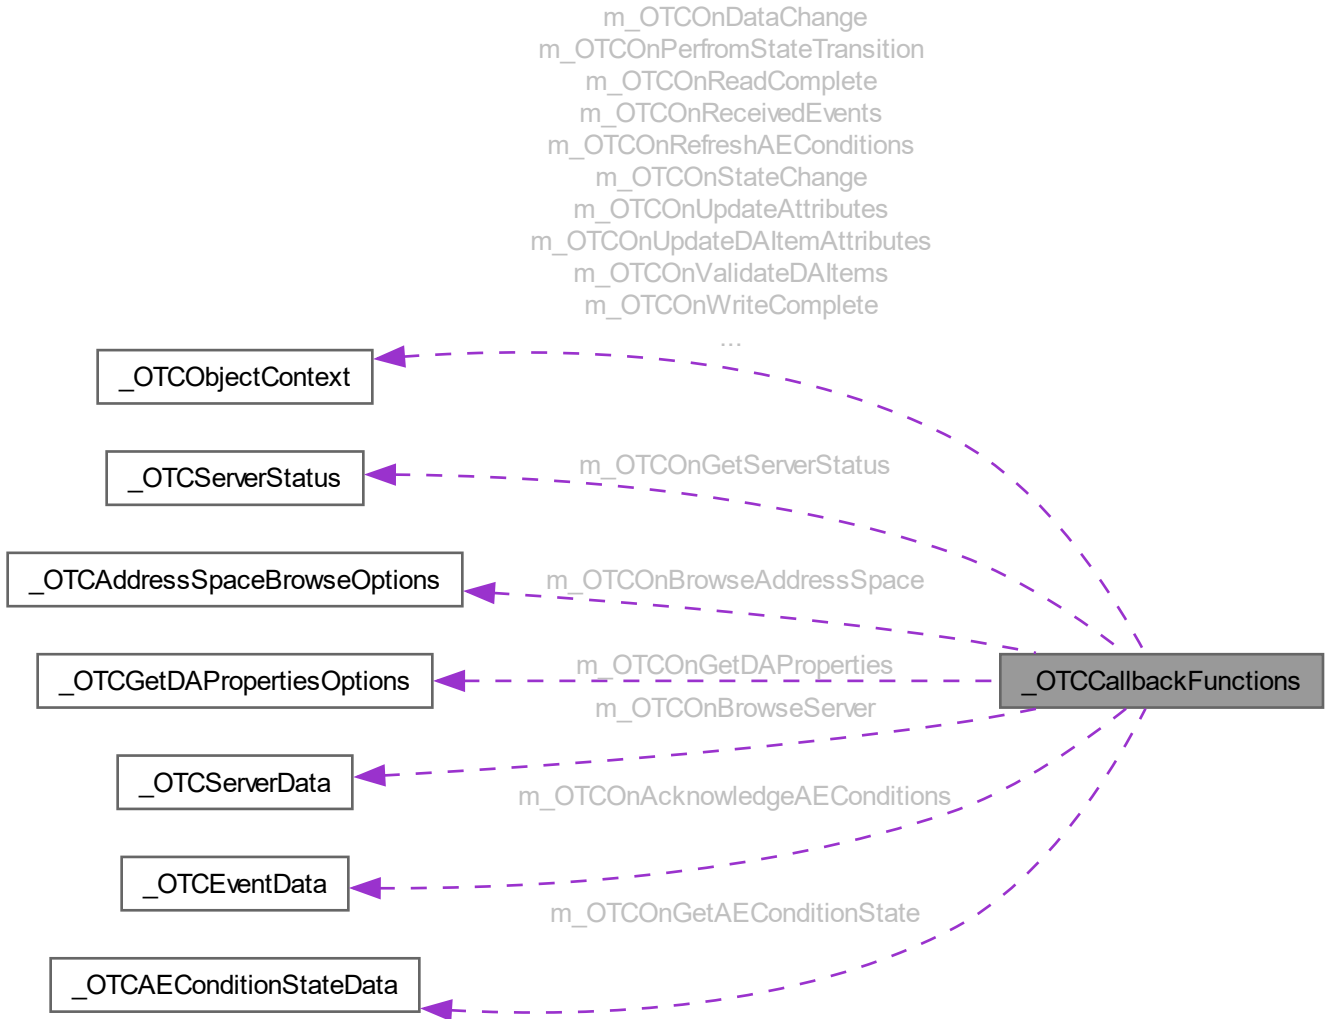 m_OTCOnDataChange
m_OTCOnPerfromStateTransition
m_OTCOnReadComplete
m_OTCOnReceivedEvents
m_OTCOnRefreshAEConditions
m_OTCOnStateChange
m_OTCOnUpdateAttributes
m_OTCOnUpdateDAItemAttributes
m_OTCOnValidateDAItems
m_OTCOnWriteComplete
...
_OTCObjectContext
m_OTCOnGetServerStatus
_OTCServerStatus
_OTCAddressSpaceBrowseOptions
m_OTCOnBrowseAddressSpace
m_OTCOnGetDAProperties
_OTCGetDAPropertiesOptions
_OTCCallbackFunctions
m_OTCOnBrowseServer
_OTCServerData
m_OTCOnAcknowledgeAEConditions
_OTCEventData
m_OTCOnGetAEConditionState
_OTCAEConditionStateData